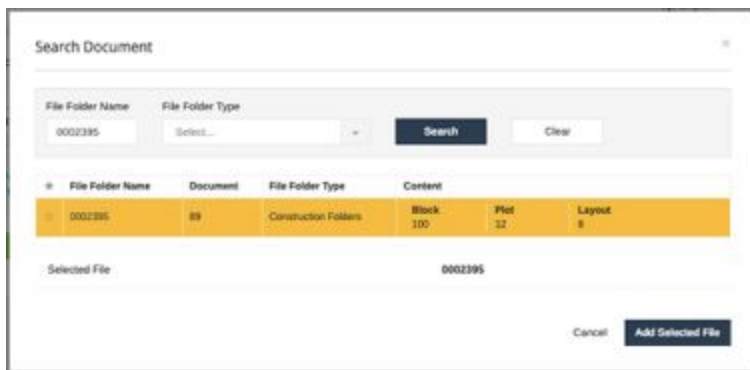 Search Document
File Folder Name File Folder Type
0002395 Select... Search Clear
File Folder Name Document File Folder Type Content
0002395 89 Construction Folders Block Plot Layout
100 12 8
Selected File 0002395
Cancel Add Selected File